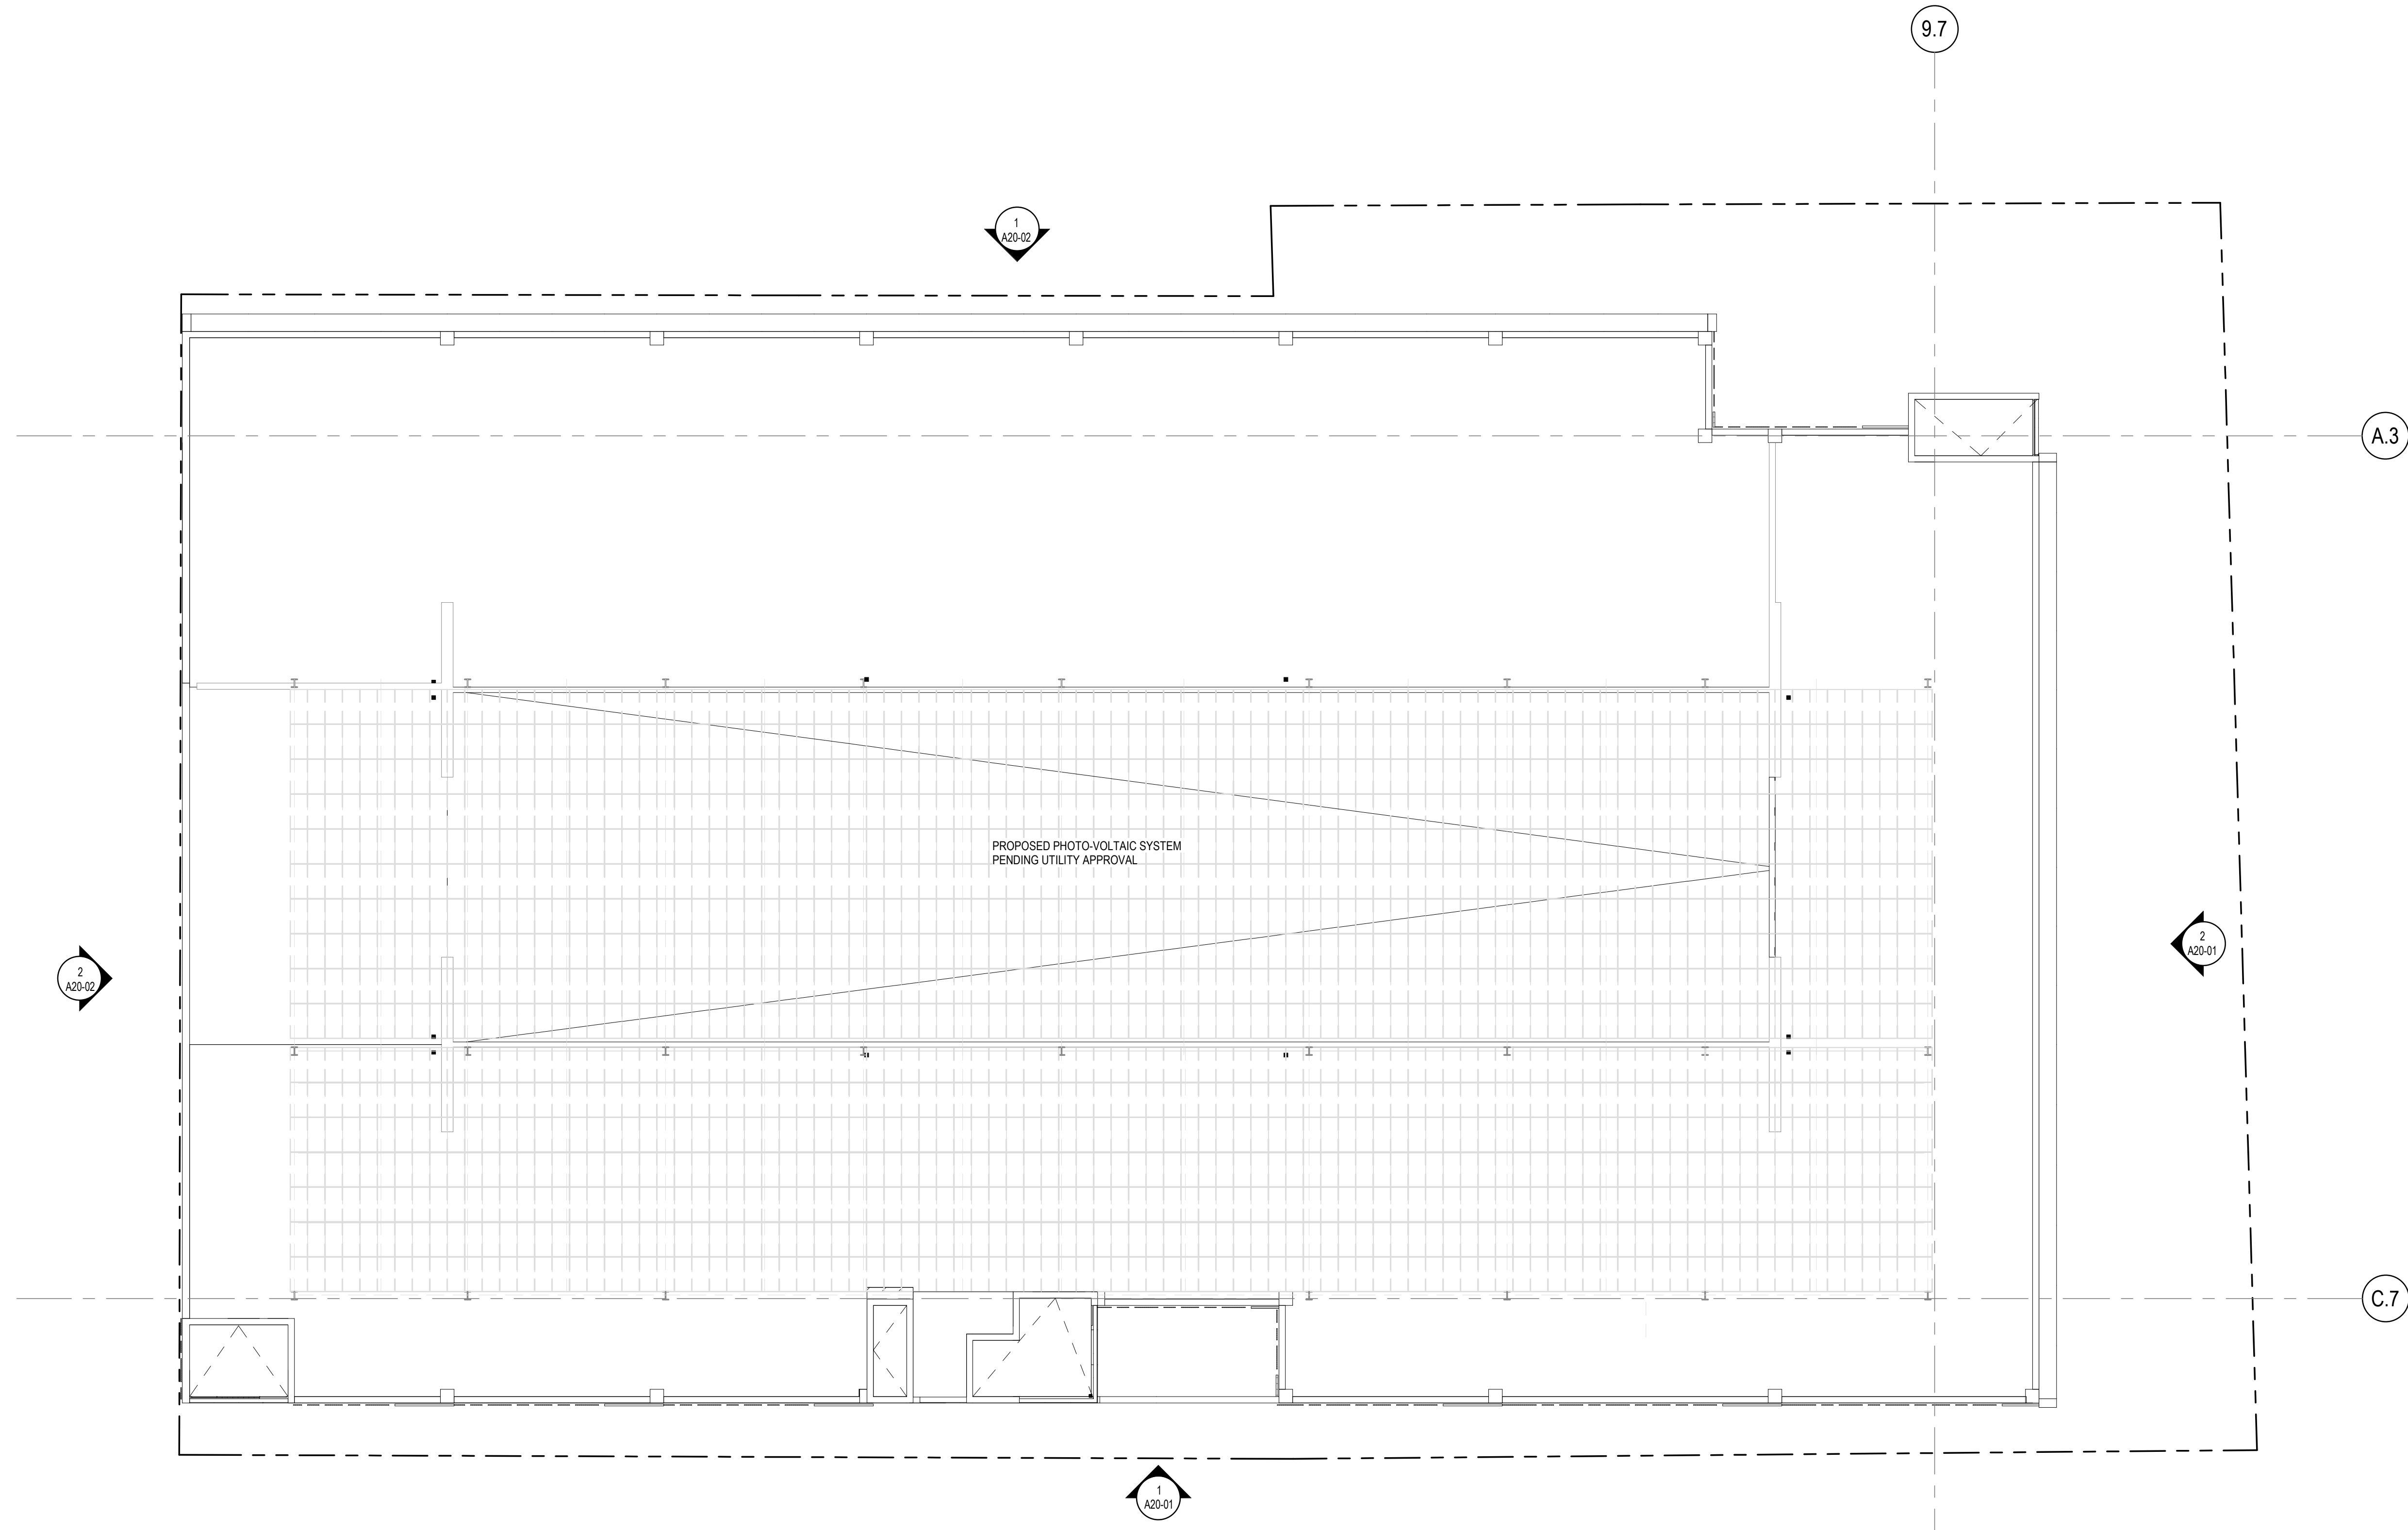 9.7
1
A20-02
A.3
PROPOSED PHOTO-VOLTAIC SYSTEM
PENDING UTILITY APPROVAL
2
A20-02
2
A20-01
C.7
1
A20-01